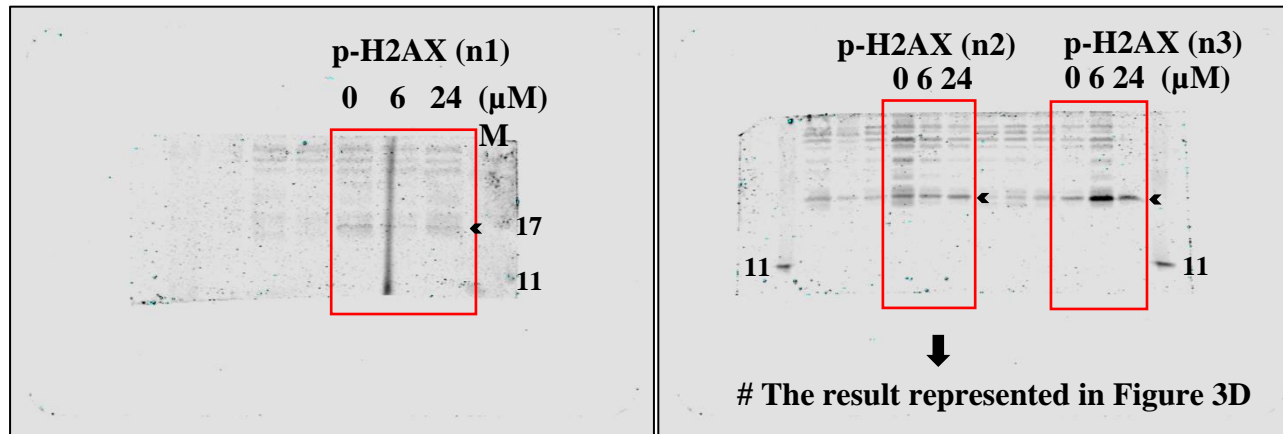 p-H2AX (n1)
0 6 24 (µM)
M
17
11
p-H2AX (n2) p-H2AX (n3)
0 6 24 0 6 24 (µM)
11 11
# The result represented in Figure 3D